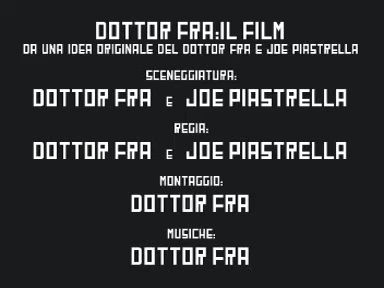 DOTTOR FRA:IL FILM
DA UNA IDEA ORIGINALE DEL DOTTOR FRA E JOE PIASTRELLA
SCENEGGIATURA:
DOTTOR FRA E JOE PIASTRELLA
REGIA:
DOTTOR FRA E JOE PIASTRELLA
MONTAGGIO:
DOTTOR FRA
MUSICHE:
DOTTOR FRA